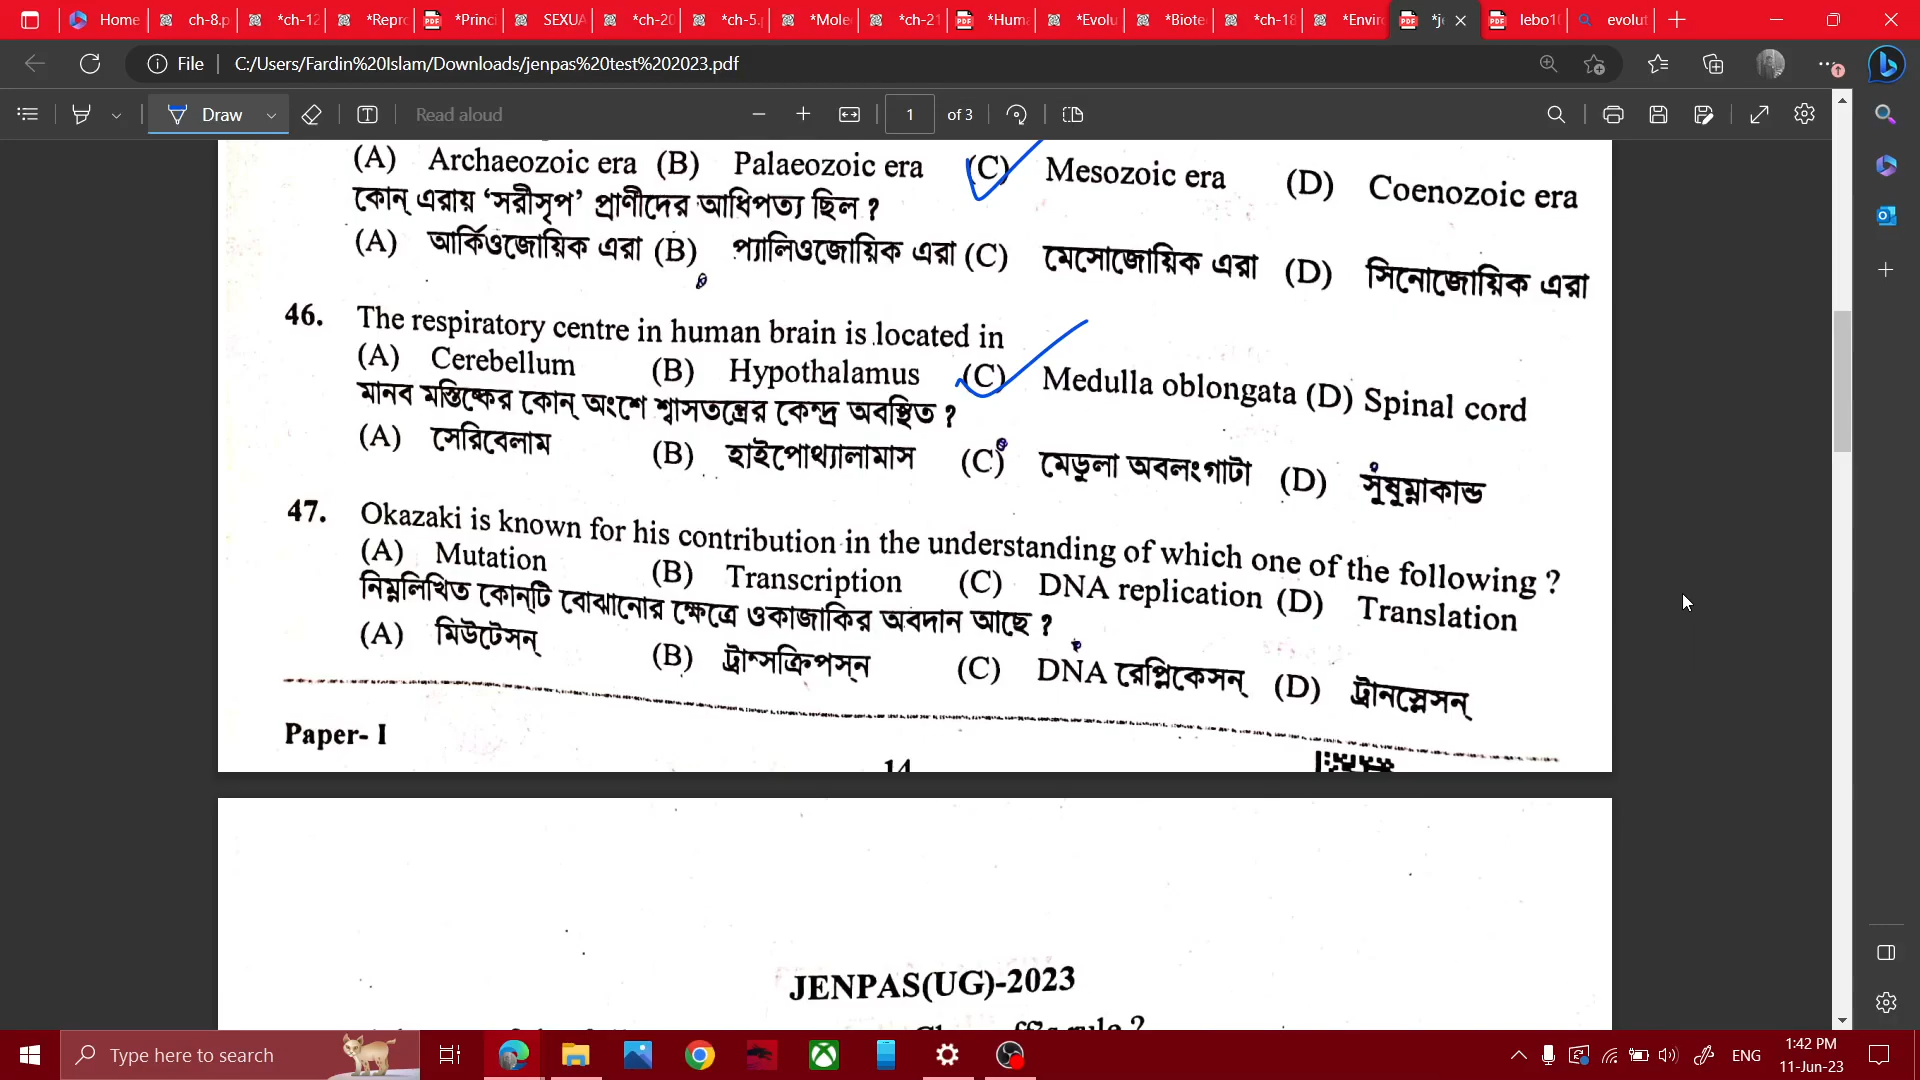 Home
ch-8.p
*ch-12
*Repro
*Princi
SEXUA
*ch-20
*ch-5.
*Mole
*ch-21
*Huma
*Evolu
*Biote
*ch-18
*Enviro
lebo10
evolut
File
C:/Users/Fardin%20Islam/Downloads/jenpas%20test%202023.pdf
Draw
Read aloud
1 of 3
(A) Archaeozoic era (B) Palaeozoic era (C) Mesozoic era (D) Coenozoic era
কোন্ এরায় ‘সরীসৃপ’ প্রাণীদের আধিপত্য ছিল ?
(A) আর্কিওজোয়িক এরা (B) প্যালিওজোয়িক এরা (C) মেসোজোয়িক এরা (D) সিনোজোয়িক এরা
46. The respiratory centre in human brain is located in
(A) Cerebellum (B) Hypothalamus (C) Medulla oblongata (D) Spinal cord
মানব মস্তিষ্কের কোন্ অংশে শ্বাসতন্ত্রের কেন্দ্র অবস্থিত ?
(A) সেরিবেলাম (B) হাইপোথ্যালামাস (C) মেডুলা অবলংগাটা (D) সুষুম্নাকান্ড
47. Okazaki is known for his contribution in the understanding of which one of the following ?
(A) Mutation (B) Transcription (C) DNA replication (D) Translation
নিম্নলিখিত কোন্‌টি বোঝানোর ক্ষেত্রে ওকাজাকির অবদান আছে ?
(A) মিউটেসন্ (B) ট্রান্সক্রিপসন্ (C) DNA রেপ্লিকেসন্ (D) ট্রানস্লেসন্
Paper- I
14
JENPAS(UG)-2023
rule ?
Type here to search
ENG
1:42 PM
11-Jun-23